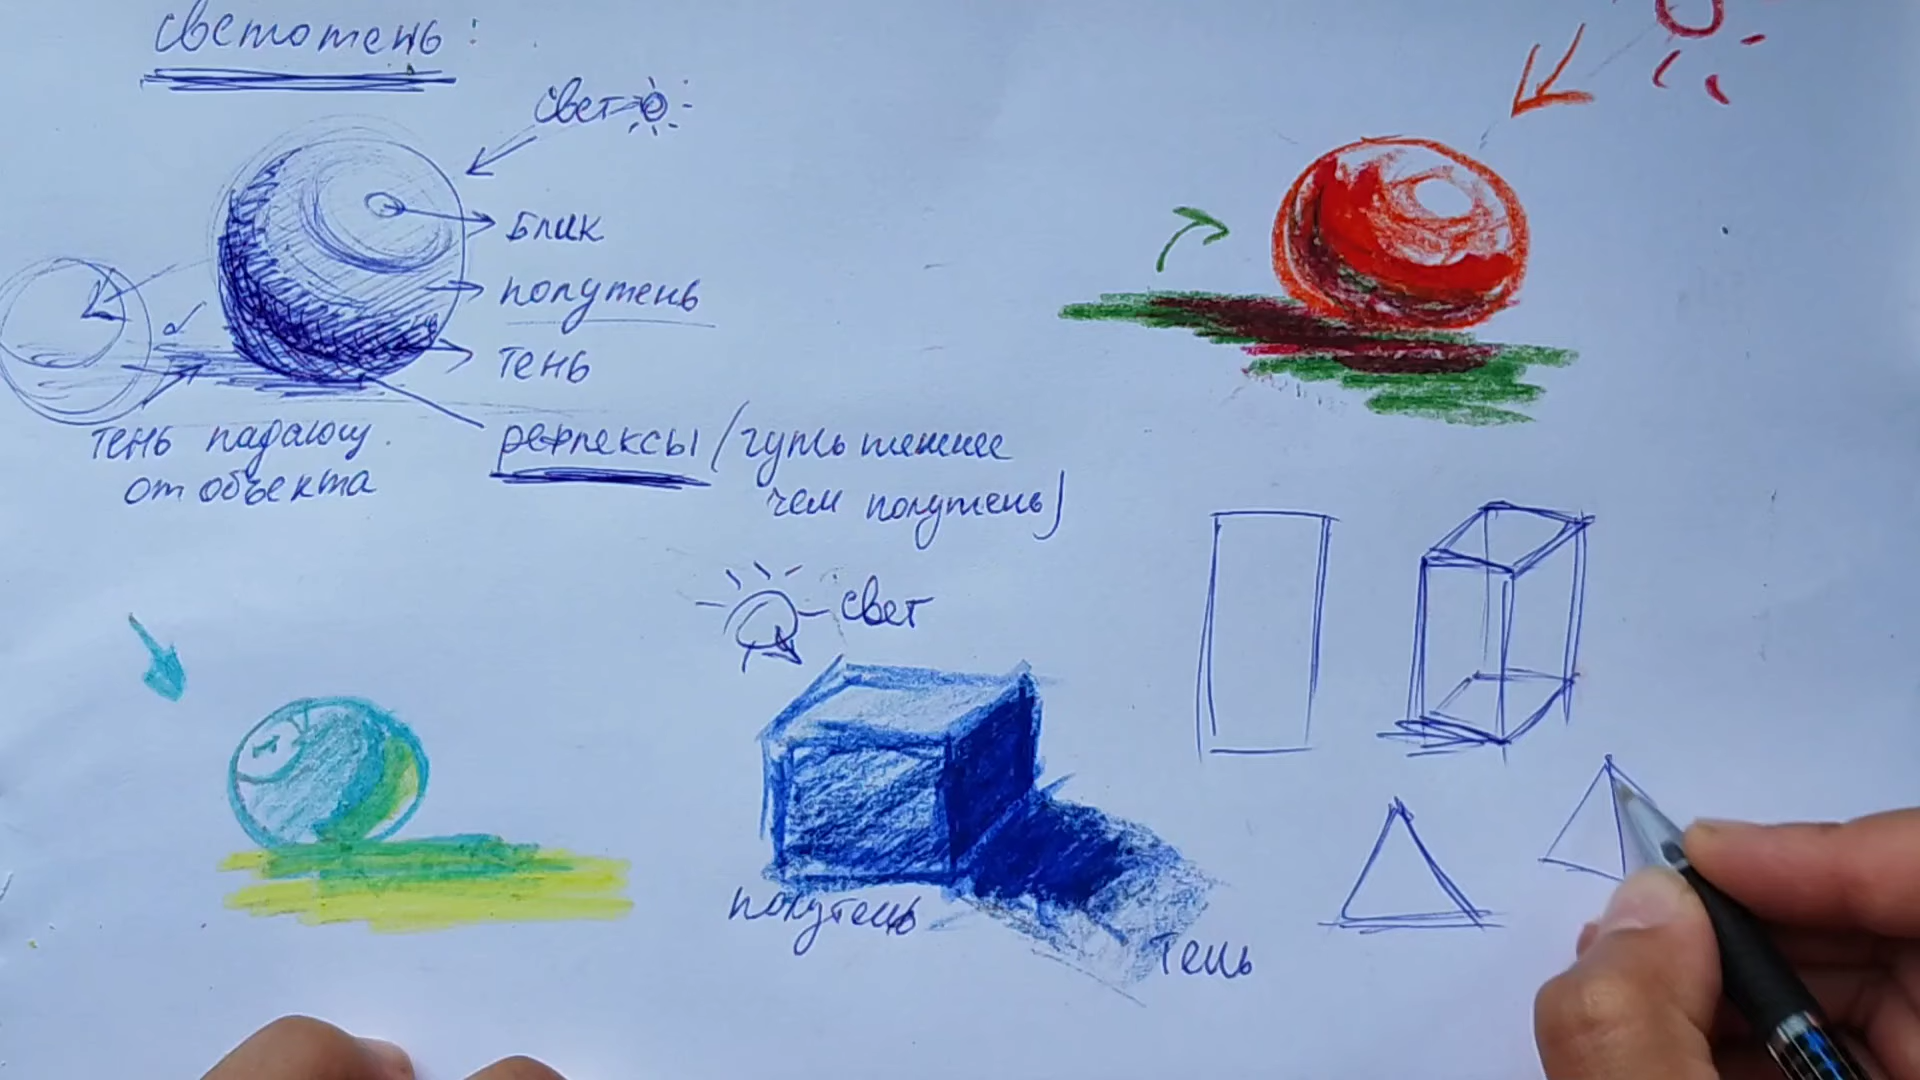 светотень:
свет
блик
полутень
тень
тень падающ.
от объекта
рефлексы (чуть темнее
чем полутень)
свет
полутень
тень